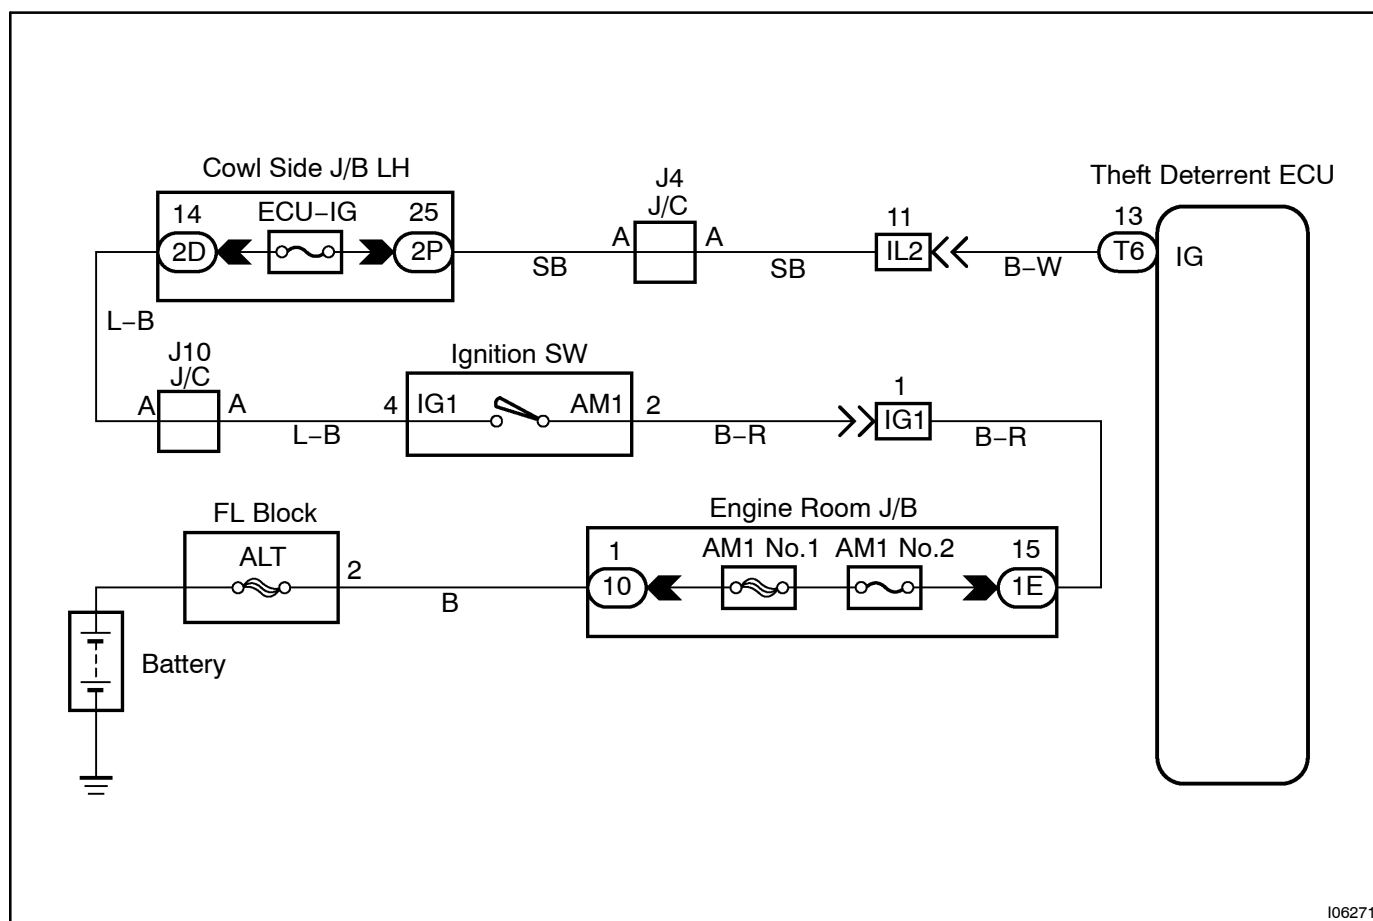 Cowl Side J/B LH
14
ECU−IG
25
2D
2P
SB
J4
J/C
A
A
SB
11
IL2
B−W
Theft Deterrent ECU
13
T6
IG
L−B
J10
J/C
A
A
L−B
Ignition SW
4
IG1
AM1
2
B−R
1
IG1
B−R
FL Block
ALT
2
B
Engine Room J/B
1
AM1 No.1
AM1 No.2
15
10
1E
Battery
I06271